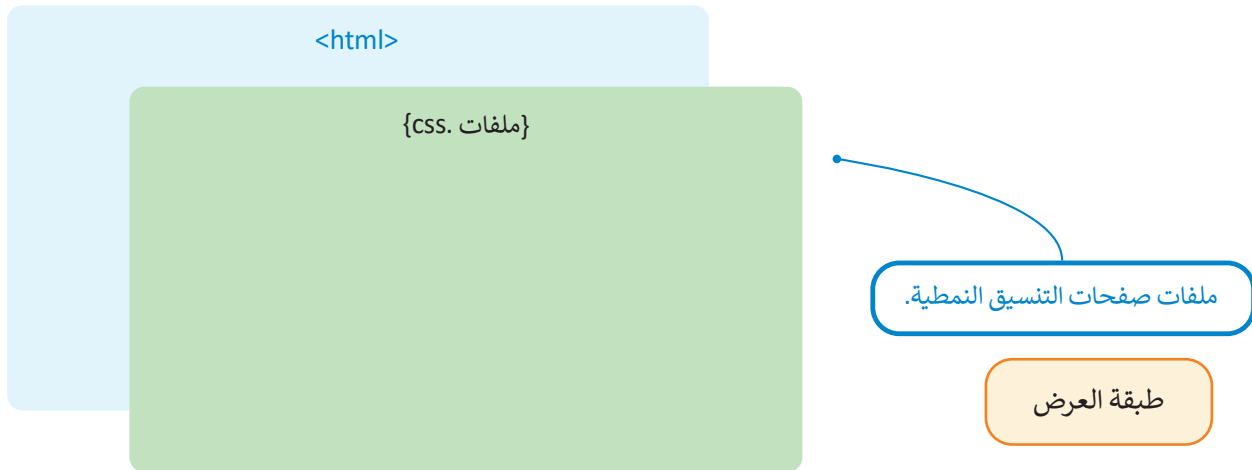 <html>
{ملفات .css}
ملفات صفحات التنسيق النمطية.
طبقة العرض